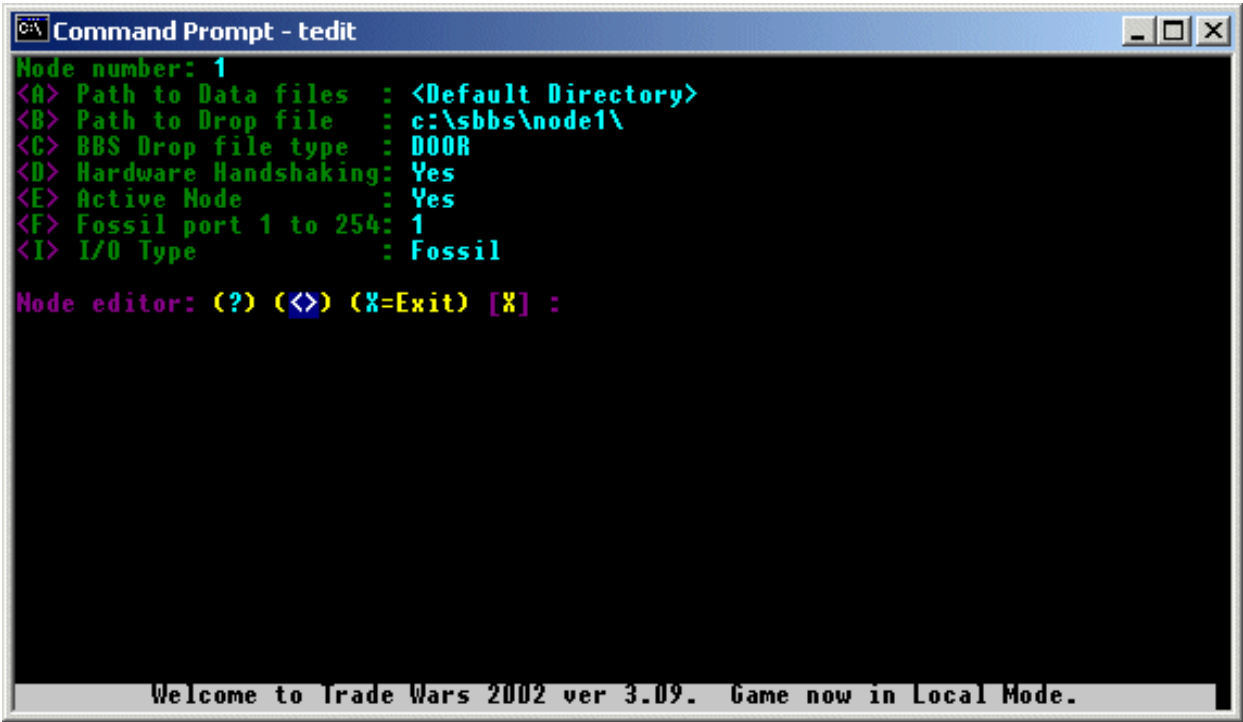 Command Prompt - tedit
Node number: 1
<A> Path to Data files  : <Default Directory>
<B> Path to Drop file   : c:\sbbs\node1\
<C> BBS Drop file type  : DOOR
<D> Hardware Handshaking: Yes
<E> Active Node         : Yes
<F> Fossil port 1 to 254: 1
<I> I/O Type            : Fossil
Node editor: (?) (<>) (X=Exit) [X] :
Welcome to Trade Wars 2002 ver 3.09.  Game now in Local Mode.